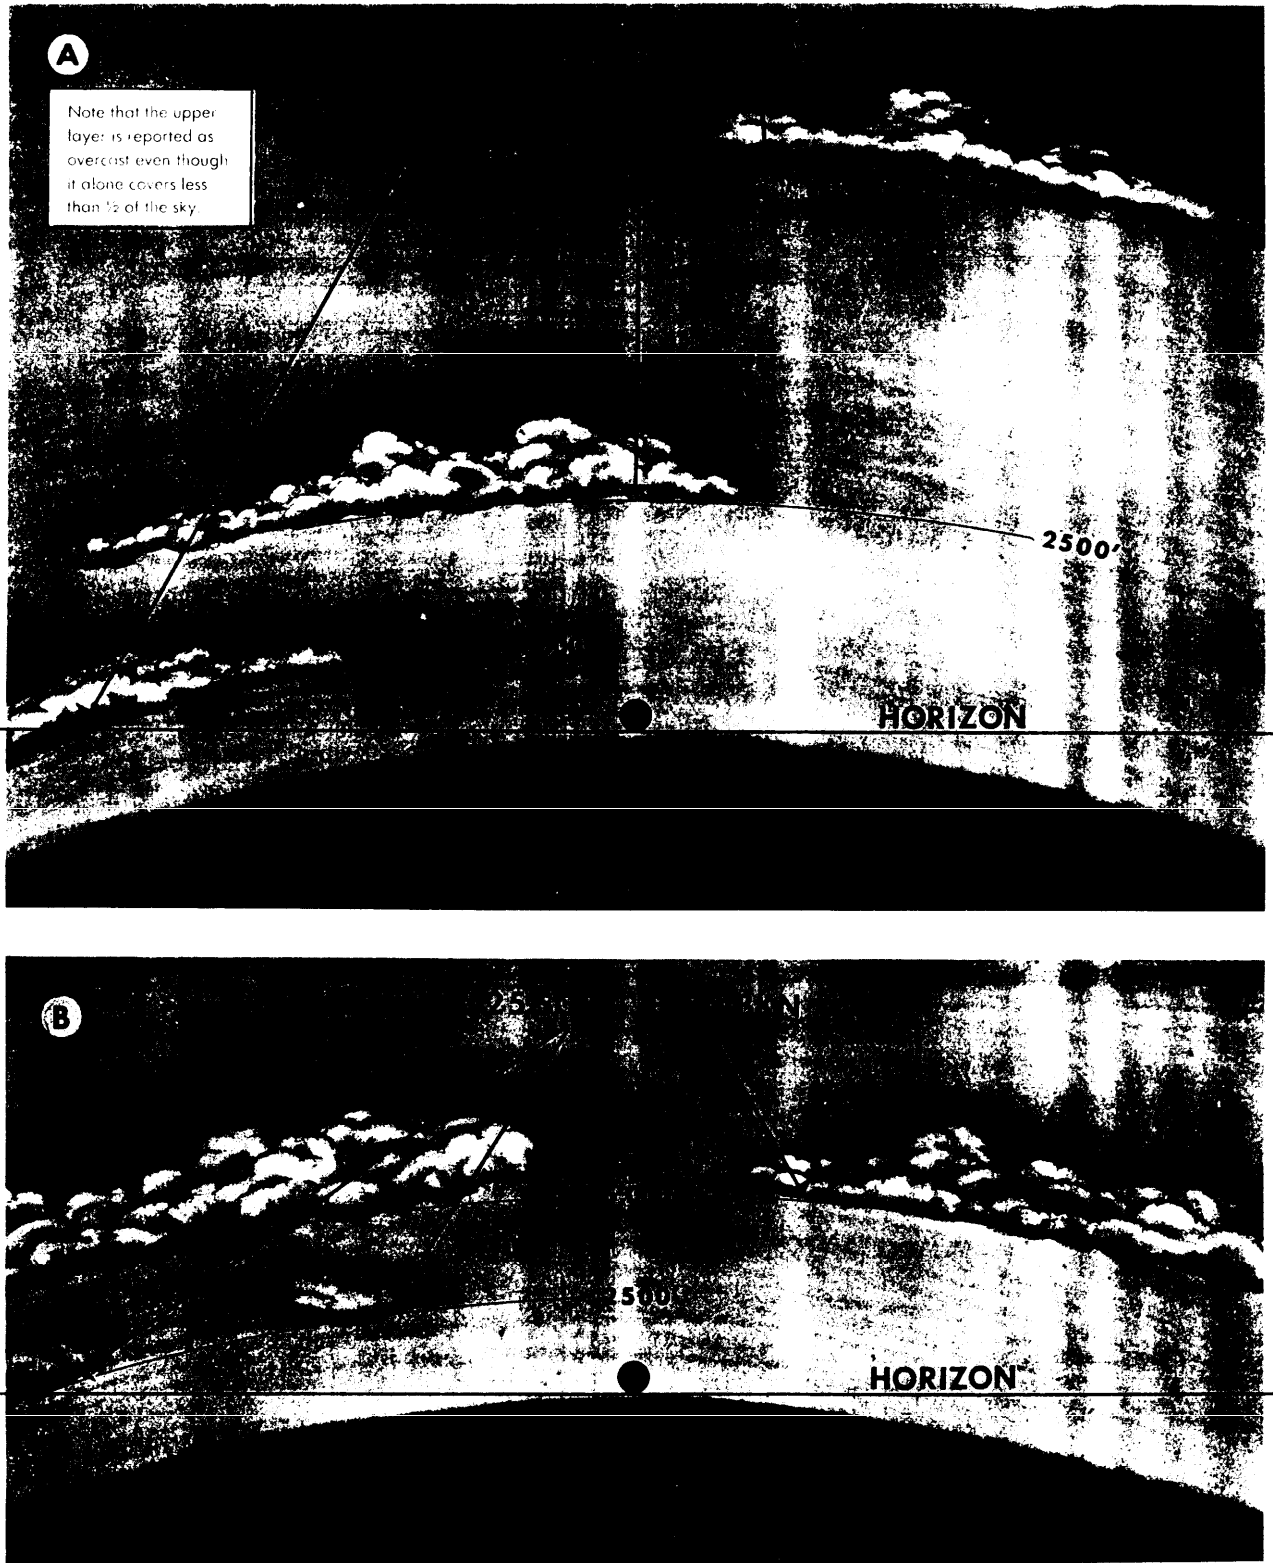 A
Note that the upper
layer is reported as
overcast even though
it alone covers less
than ½ of the sky.
2500'
HORIZON
B
2500'
HORIZON